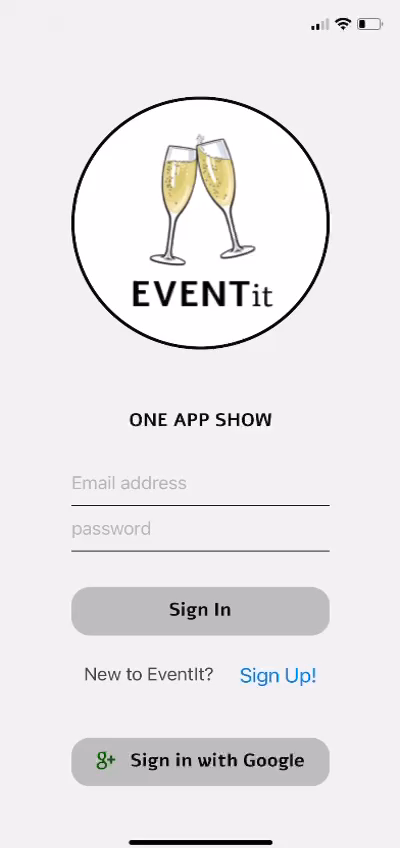 EVENTit
ONE APP SHOW
Email address
password
Sign In
New to EventIt? Sign Up!
g+ Sign in with Google